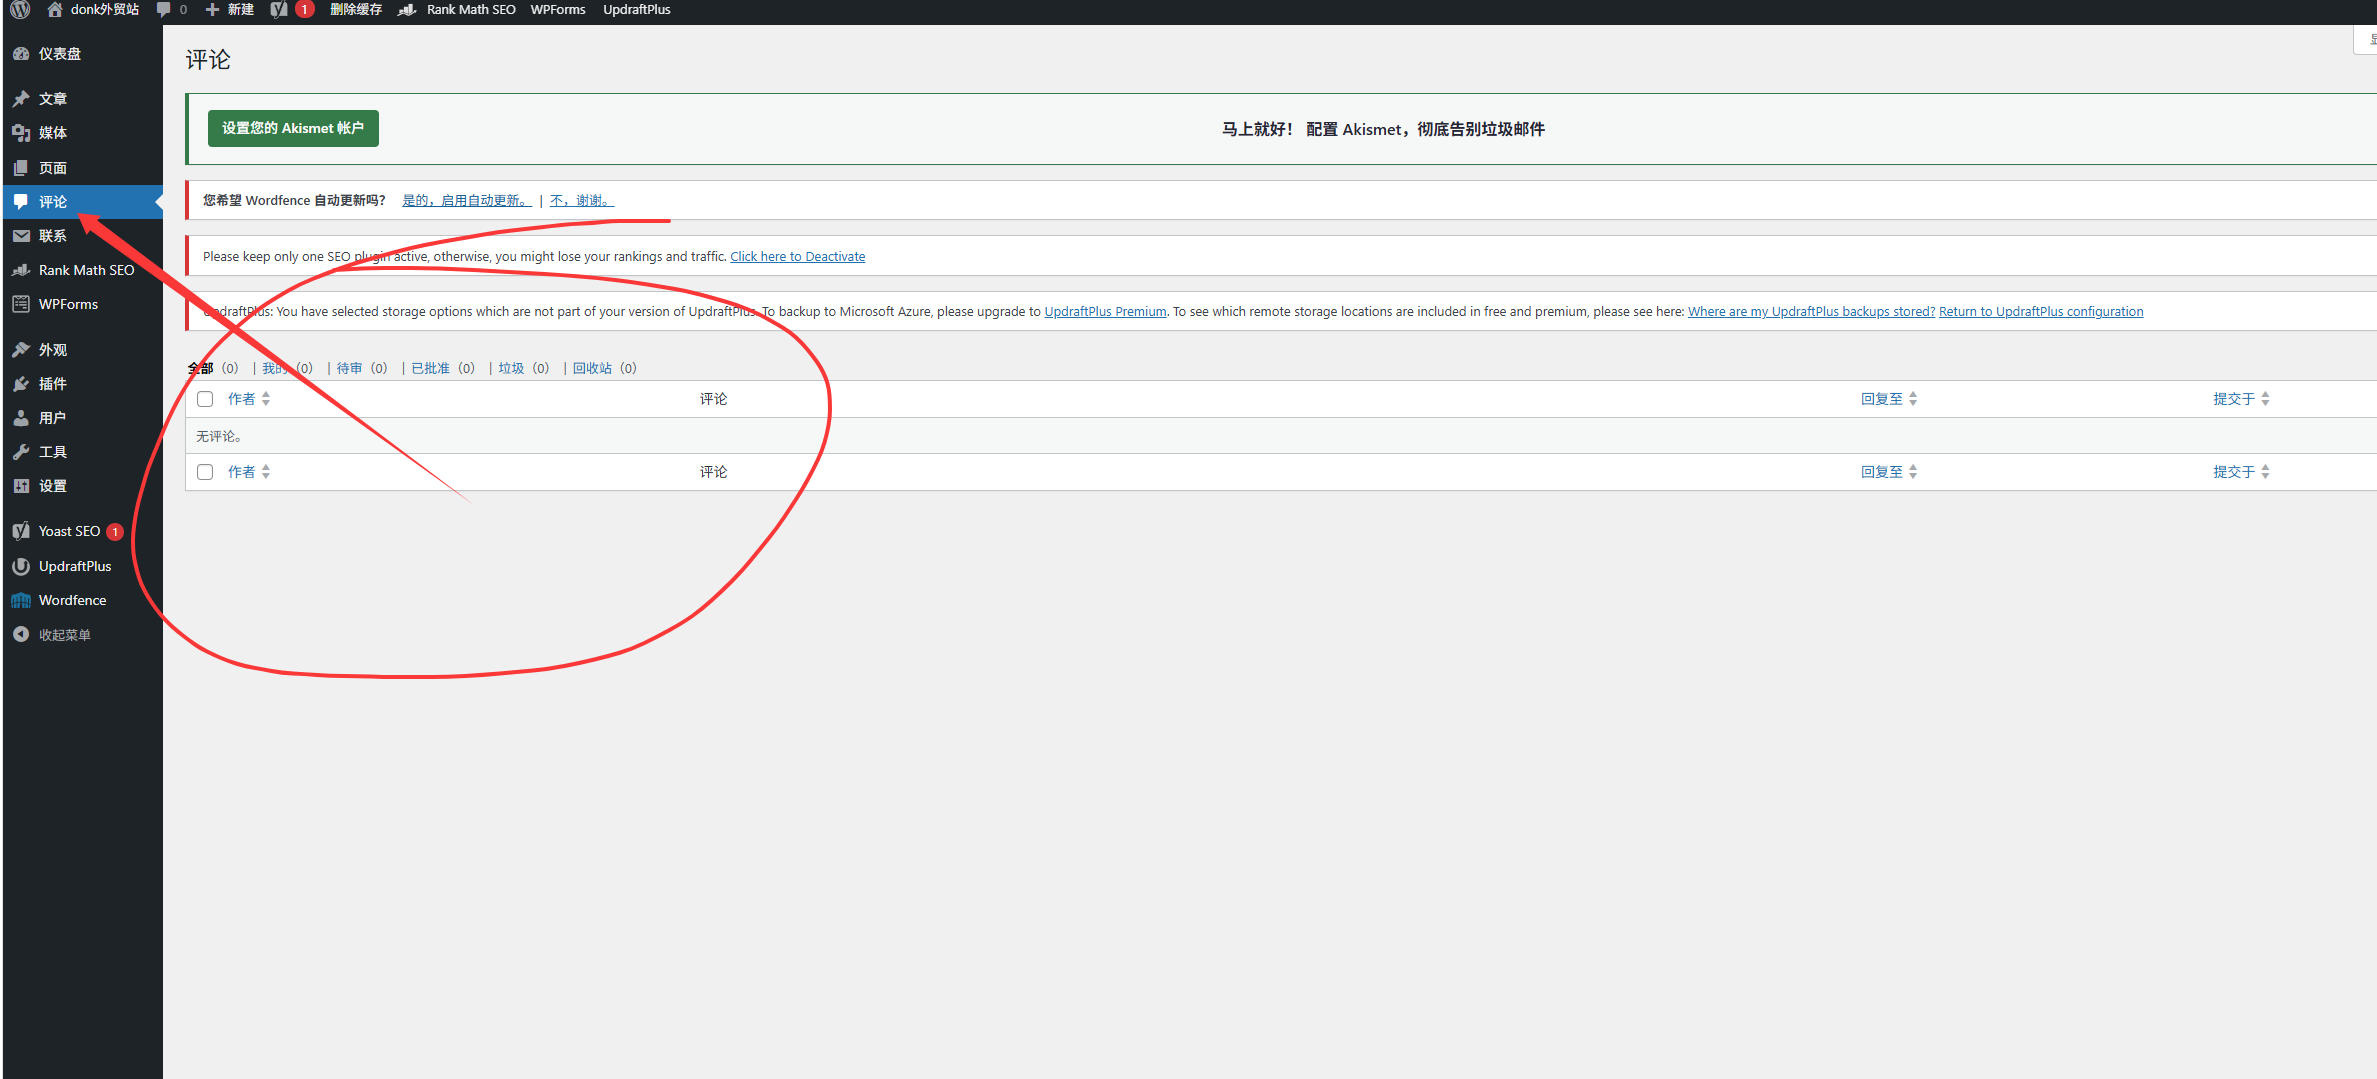 donk外贸站 0 新建 1 删除缓存 Rank Math SEO WPForms UpdraftPlus
仪表盘
文章
媒体
页面
评论
联系
Rank Math SEO
WPForms
外观
插件
用户
工具
设置
Yoast SEO 1
UpdraftPlus
Wordfence
收起菜单
评论
设置您的 Akismet 帐户 马上就好！ 配置 Akismet，彻底告别垃圾邮件
您希望 Wordfence 自动更新吗？ 是的，启用自动更新。 | 不，谢谢。
Please keep only one SEO plugin active, otherwise, you might lose your rankings and traffic. Click here to Deactivate
UpdraftPlus: You have selected storage options which are not part of your version of UpdraftPlus. To backup to Microsoft Azure, please upgrade to UpdraftPlus Premium. To see which remote storage locations are included in free and premium, please see here: Where are my UpdraftPlus backups stored? Return to UpdraftPlus configuration
全部（0） | 我的（0） | 待审（0） | 已批准（0） | 垃圾（0） | 回收站（0）
作者 评论 回复至 提交于
无评论。
作者 评论 回复至 提交于